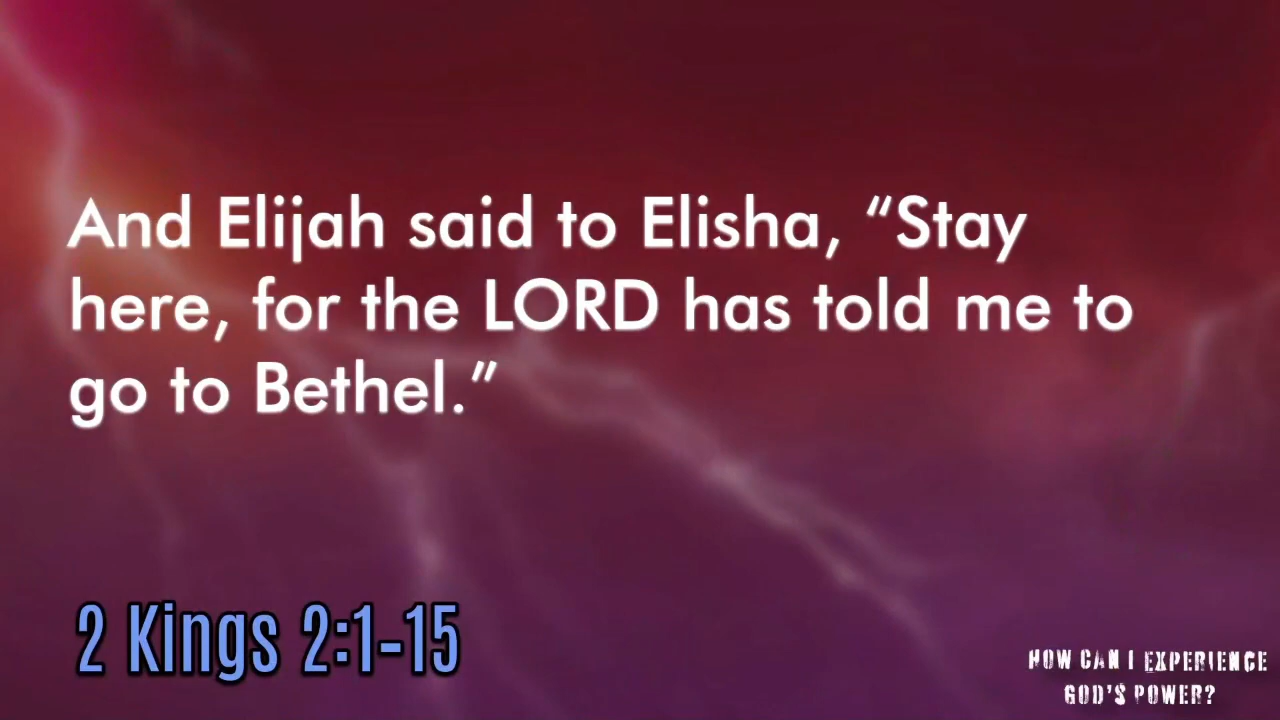 And Elijah said to Elisha, “Stay
here, for the LORD has told me to
go to Bethel.”
2 Kings 2:1-15
HOW CAN I EXPERIENCE
GOD'S POWER?